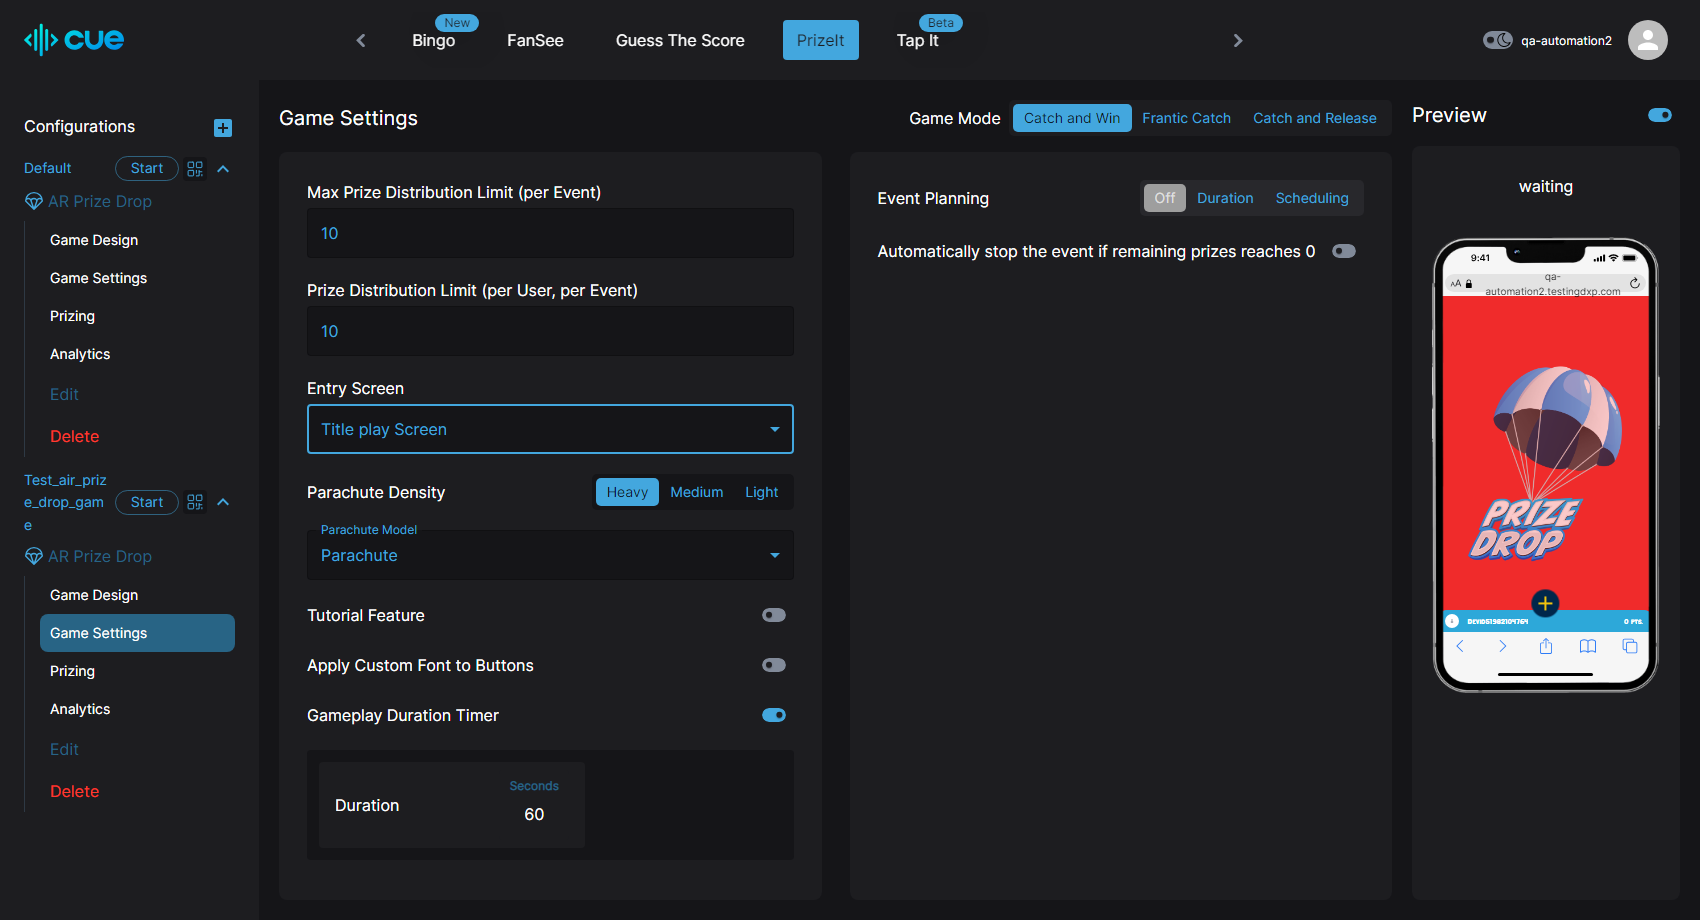 cue
New
Bingo
FanSee
Guess The Score
PrizeIt
Beta
Tap It
qa-automation2
Configurations
Default
Start
AR Prize Drop
Game Design
Game Settings
Prizing
Analytics
Edit
Delete
Test_air_priz
e_drop_gam
e
Start
AR Prize Drop
Game Design
Game Settings
Prizing
Analytics
Edit
Delete
Game Settings
Game Mode
Catch and Win
Frantic Catch
Catch and Release
Max Prize Distribution Limit (per Event)
10
Prize Distribution Limit (per User, per Event)
10
Entry Screen
Title play Screen
Parachute Density
Heavy
Medium
Light
Parachute Model
Parachute
Tutorial Feature
Apply Custom Font to Buttons
Gameplay Duration Timer
Duration
Seconds
60
Event Planning
Off
Duration
Scheduling
Automatically stop the event if remaining prizes reaches 0
Preview
waiting
9:41
AA
qa-
automation2.testingdxp.com
PRIZE
DROP
0 PTS.